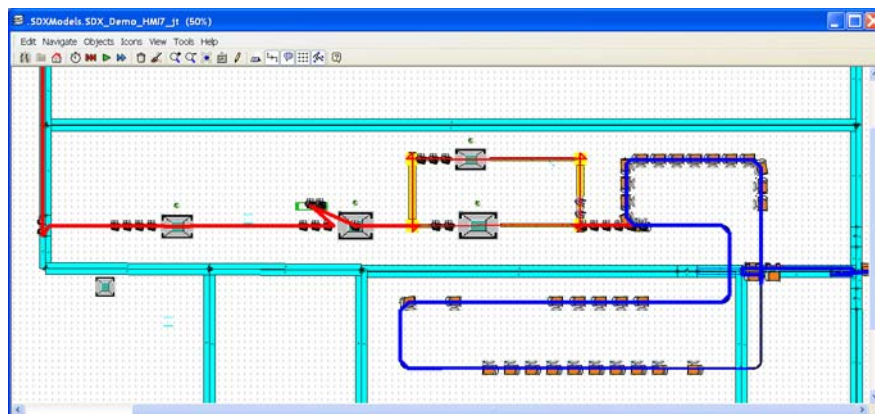 .SDXModels.SDX_Demo_HMI7_jt (50%)
Edit Navigate Objects Icons View Tools Help